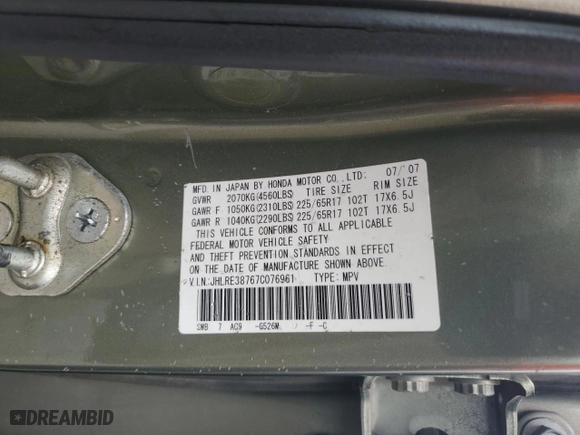 MFD. IN JAPAN BY HONDA MOTOR CO.,LTD: 07/'07
GVWR 2070KG(4560LBS) TIRE SIZE RIM SIZE
GAWR F 1050KG(2310LBS) 225/65R17 102T 17X6.5J
GAWR R 1040KG(2290LBS) 225/65R17 102T 17X6.5J
THIS VEHICLE CONFORMS TO ALL APPLICABLE
FEDERAL MOTOR VEHICLE SAFETY
AND THEFT PREVENTION STANDARDS IN EFFECT
ON THE DATE OF MANUFACTURE SHOWN ABOVE.
V.I.N.:JHLRE38767C076961 TYPE: MPV
SWB 7 AC9 -G526M -F -C
DREAMBID